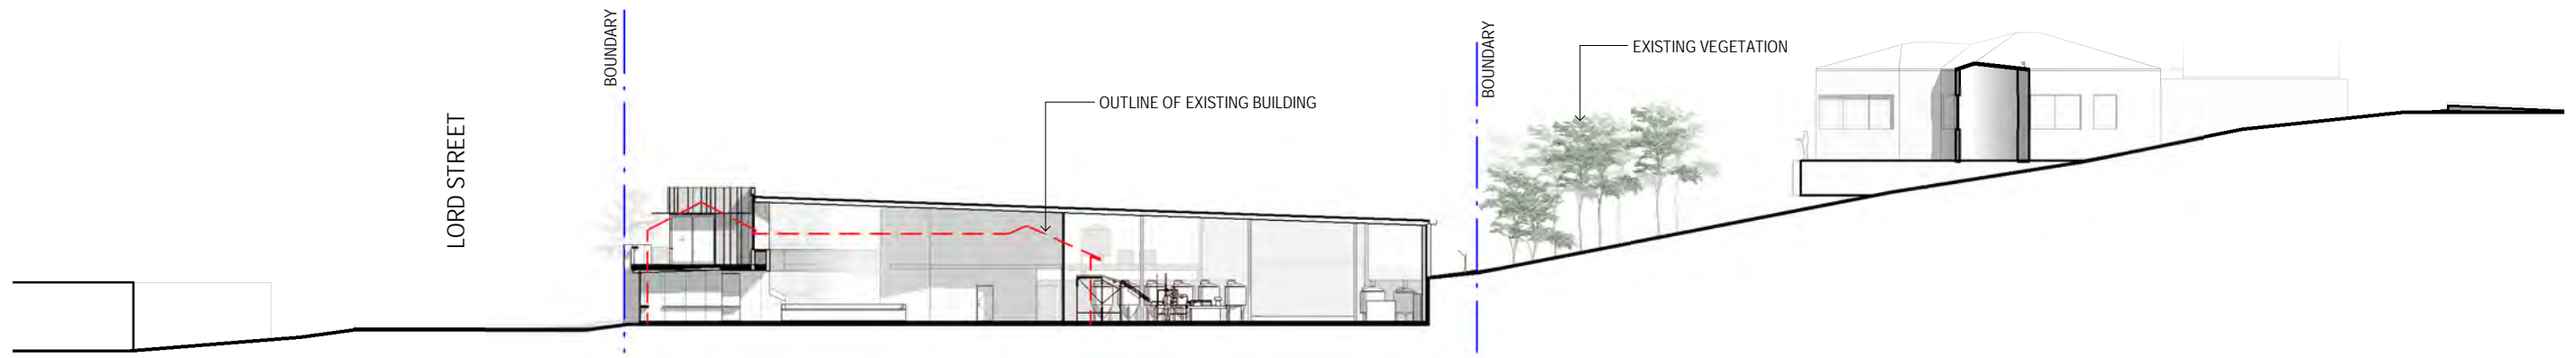 LORD STREET
BOUNDARY
OUTLINE OF EXISTING BUILDING
BOUNDARY
EXISTING VEGETATION